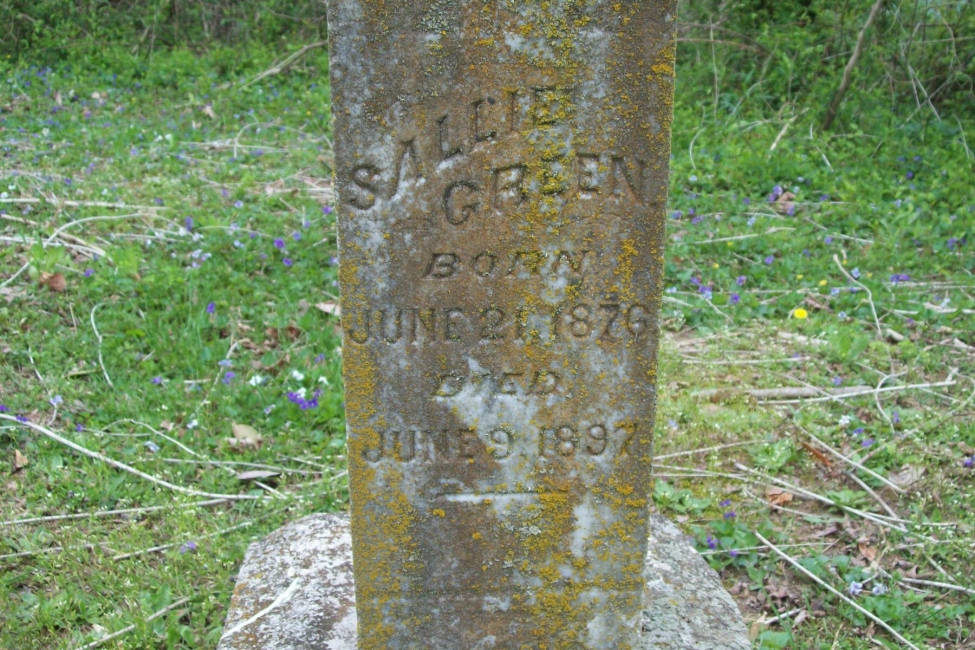 SALLIE
GREEN.
BORN
JUNE 21, 1876
DIED
JUNE 9, 1897